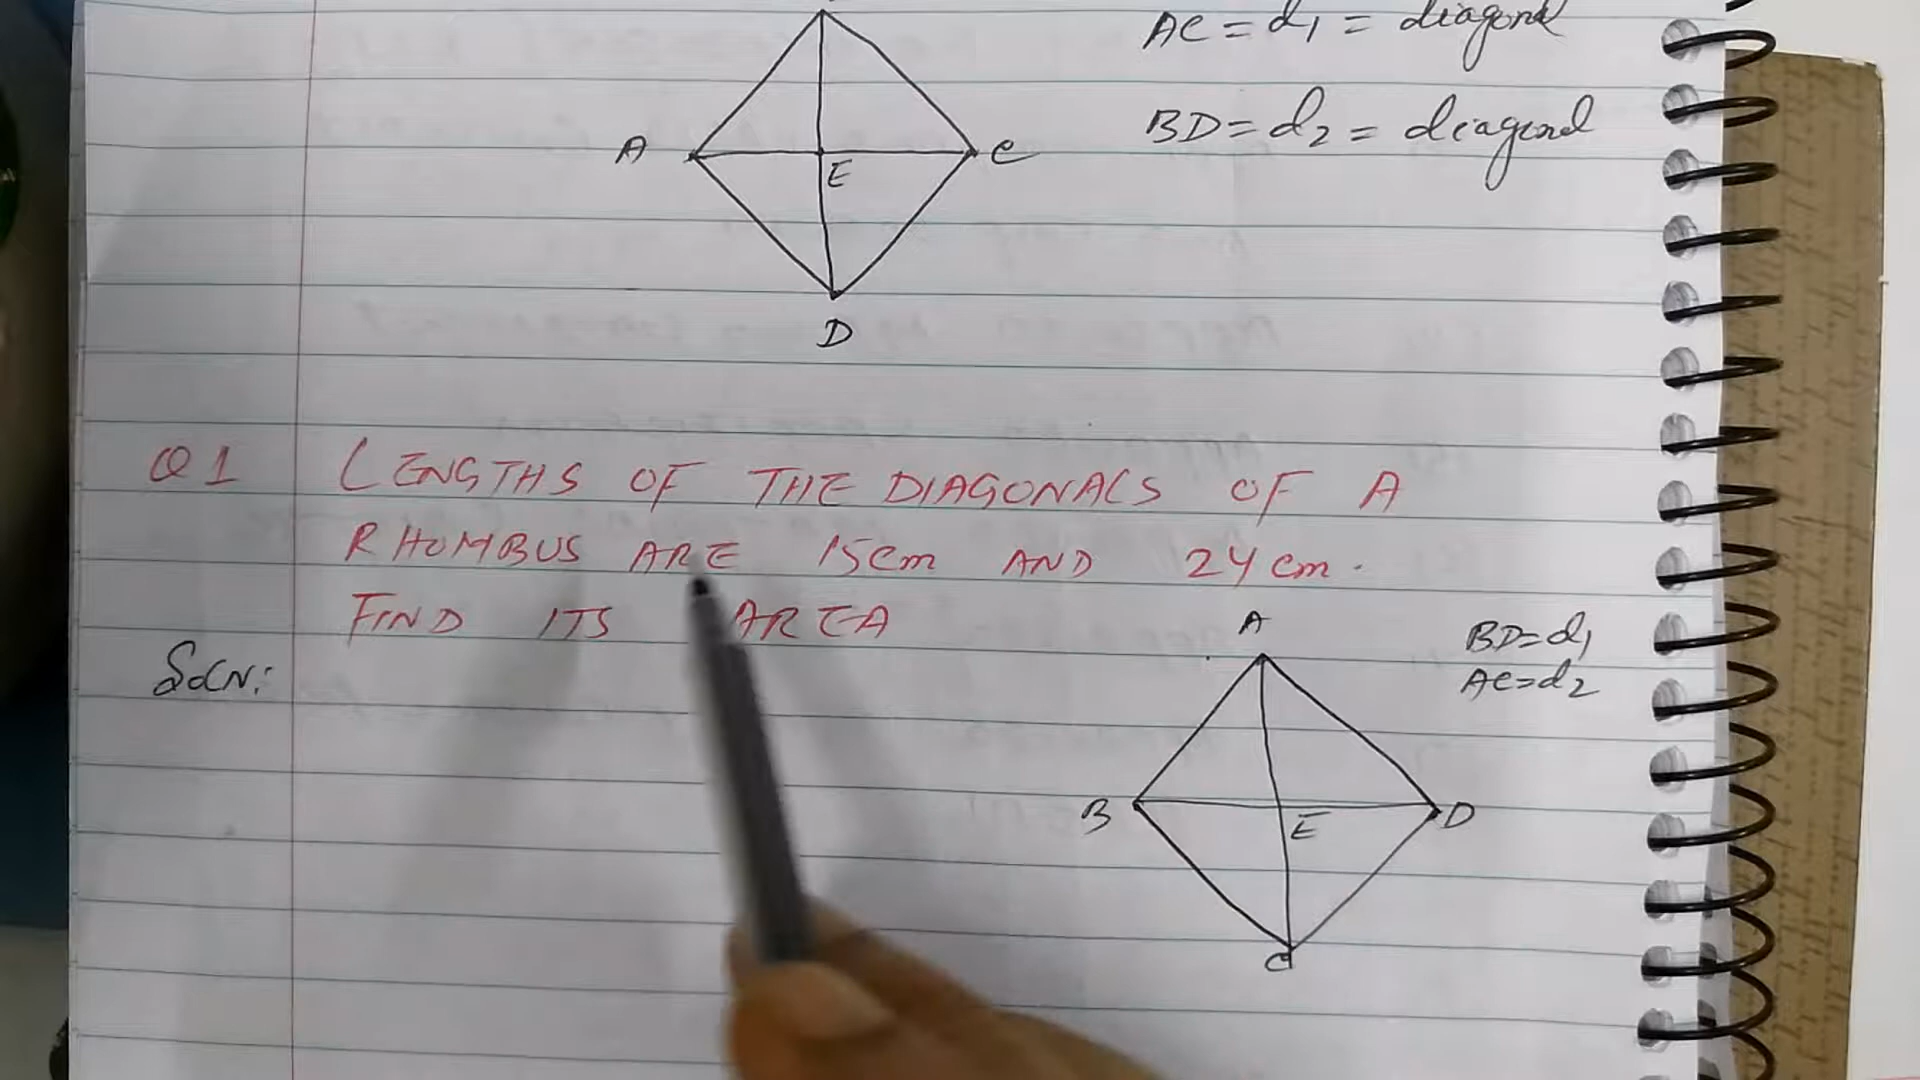 AC = d1 = diagonal
BD = d2 = diagonal
A
C
E
D
Q1 LENGTHS OF THE DIAGONALS OF A
RHOMBUS ARE 15cm AND 24 cm.
FIND ITS AREA
SOLN:
A
BD=d1
AC=d2
B
E
D
C